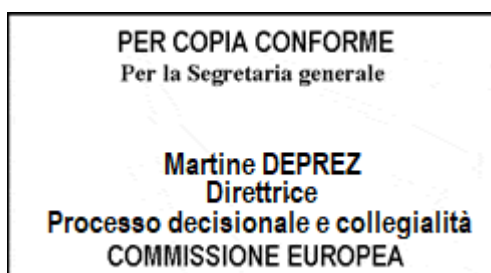 PER COPIA CONFORME
Per la Segretaria generale
Martine DEPREZ
Direttrice
Processo decisionale e collegialità
COMMISSIONE EUROPEA